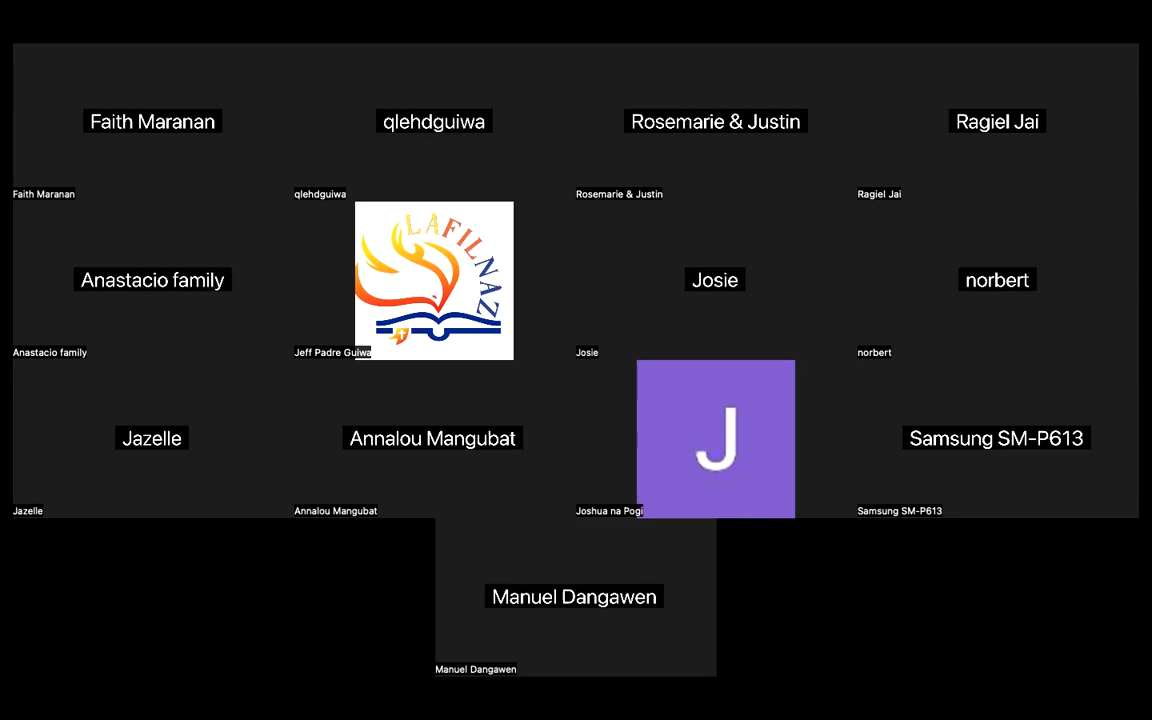 Faith Maranan
qlehdguiwa
Rosemarie & Justin
Ragiel Jai
Faith Maranan
qlehdguiwa
Rosemarie & Justin
Ragiel Jai
Anastacio family
LAFILNAZ
Josie
norbert
Anastacio family
Jeff Padre Guiwa
Josie
norbert
Jazelle
Annalou Mangubat
J
Samsung SM-P613
Jazelle
Annalou Mangubat
Joshua na Pogi
Samsung SM-P613
Manuel Dangawen
Manuel Dangawen